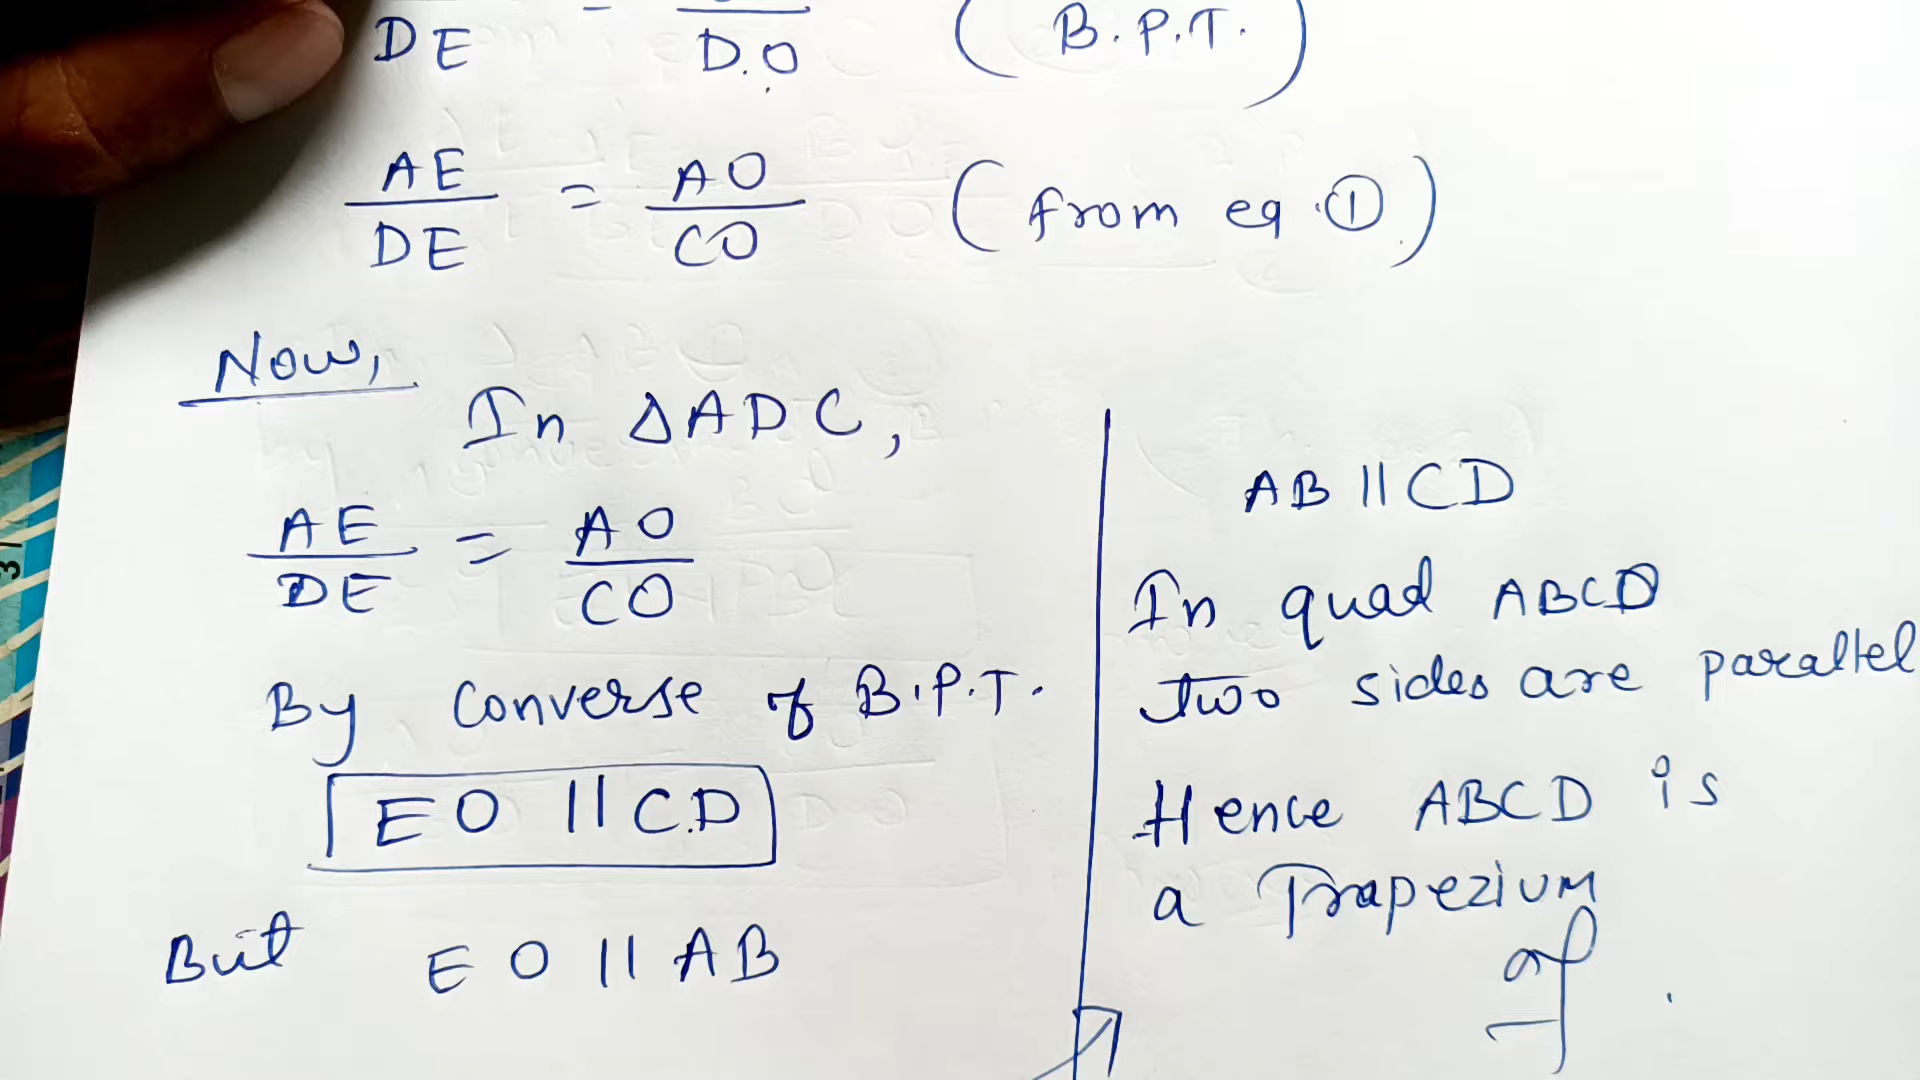 DE = D.O (B.P.T.)
AE/DE = AO/CO (from eq. ①)
Now,
In ΔADC,
AE/DE = AO/CO
By converse of B.P.T.
EO || C.D
But EO || AB
AB || CD
In quad ABCD
Two sides are parallel
Hence ABCD is
a Trapezium